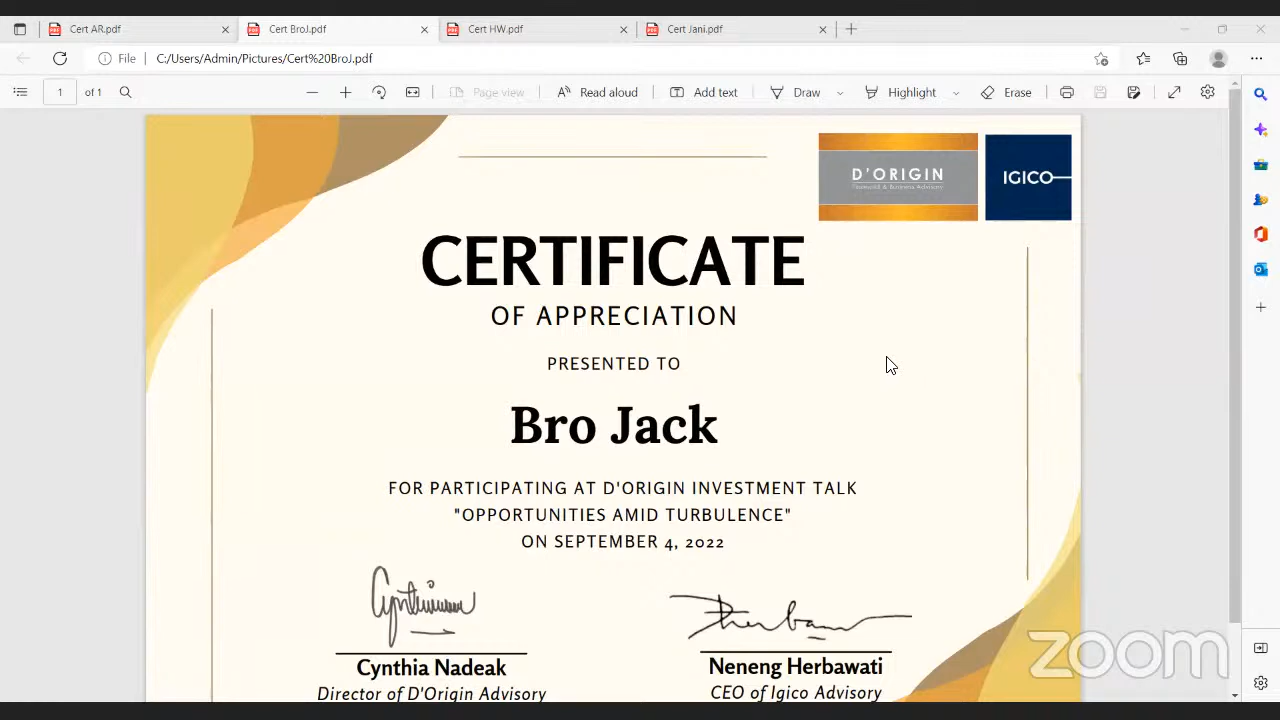 Cert AR.pdf
Cert BroJ.pdf
Cert HW.pdf
Cert Jani.pdf
File
C:/Users/Admin/Pictures/Cert%20BroJ.pdf
1 of 1
Page view
Read aloud
Add text
Draw
Highlight
Erase
D'ORIGIN
Financial & Business Advisory
IGICO
CERTIFICATE
OF APPRECIATION
PRESENTED TO
Bro Jack
FOR PARTICIPATING AT D'ORIGIN INVESTMENT TALK
"OPPORTUNITIES AMID TURBULENCE"
ON SEPTEMBER 4, 2022
Cynthia Nadeak
Director of D'Origin Advisory
Neneng Herbawati
CEO of Igico Advisory
zoom